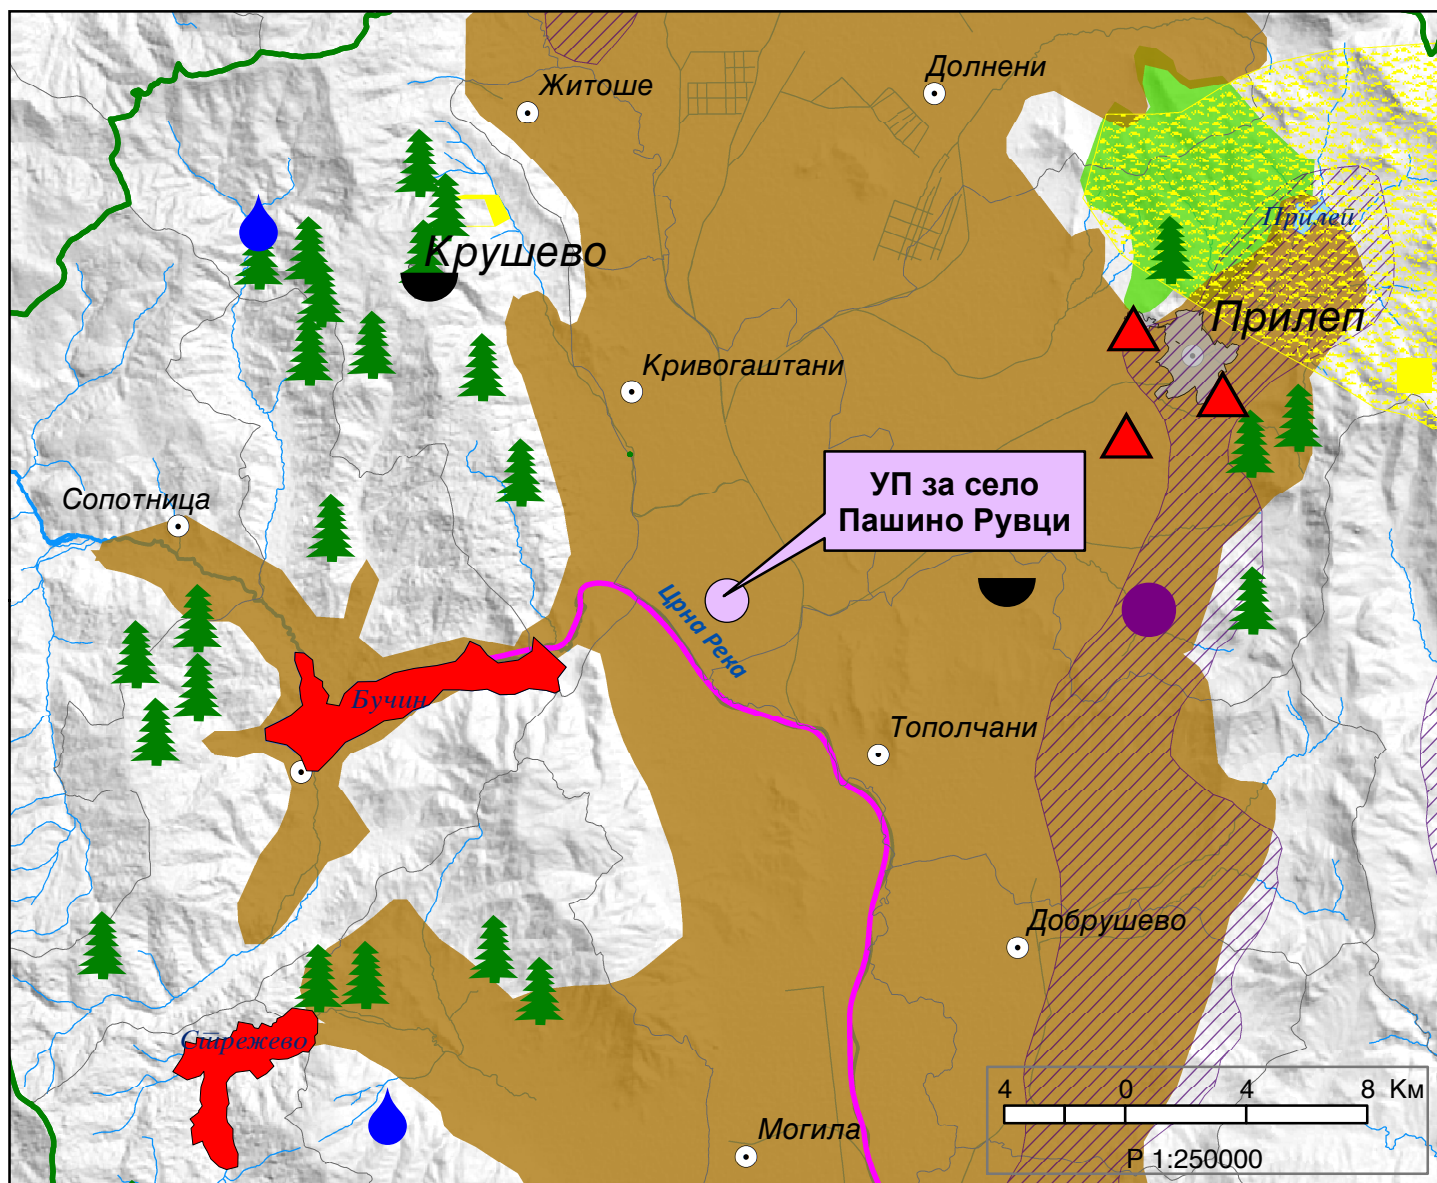 Долнени
Житоше
Прилеп
Крушево
Прилеп
Кривогаштани
УП за село
Пашино Рувци
Сопотница
Црна Река
Бучин
Тополчани
Добрушево
Стрежево
4 0 4 8 Км
Могила
Р 1:250000